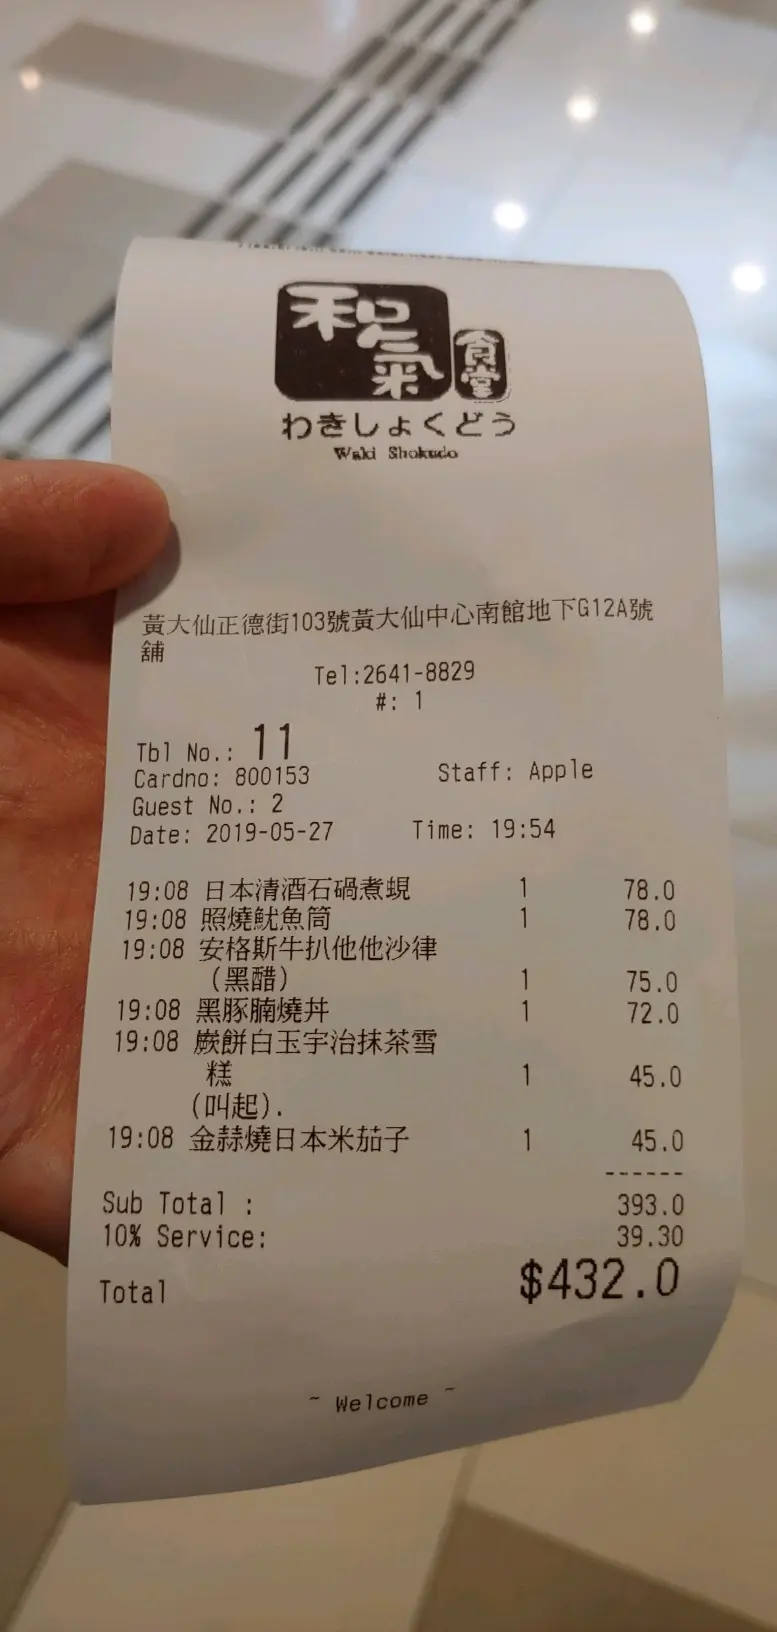 和氣
食堂
わきしょくどう
Waki Shokudo
黃大仙正德街103號黃大仙中心南館地下G12A號
舖
Tel:2641-8829
#: 1
Tbl No.: 11
Cardno: 800153 Staff: Apple
Guest No.: 2
Date: 2019-05-27 Time: 19:54
19:08 日本清酒石鍋煮蜆 1 78.0
19:08 照燒魷魚筒 1 78.0
19:08 安格斯牛扒他他沙律
(黑醋) 1 75.0
19:08 黑豚腩燒丼 1 72.0
19:08 蕨餅白玉宇治抹茶雪
糕 1 45.0
(叫起).
19:08 金蒜燒日本米茄子 1 45.0
------
Sub Total : 393.0
10% Service: 39.30
Total $432.0
~ Welcome ~